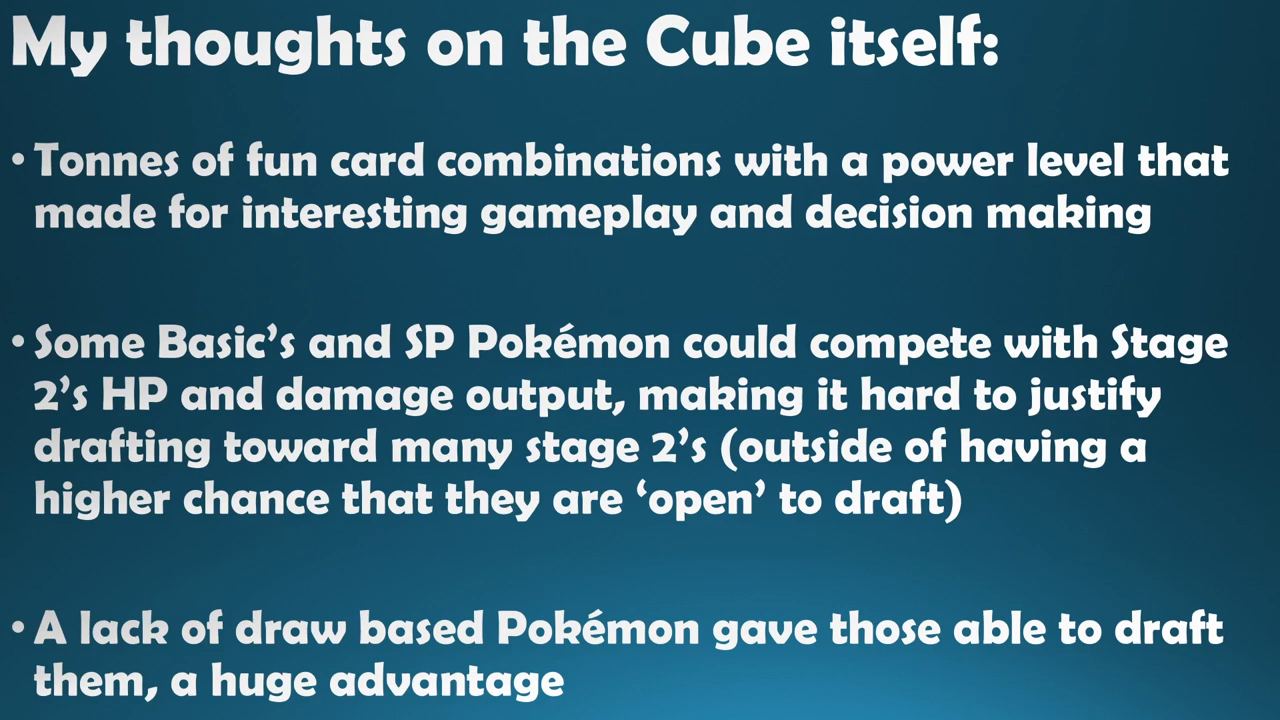 My thoughts on the Cube itself:
• Tonnes of fun card combinations with a power level that
made for interesting gameplay and decision making
• Some Basic’s and SP Pokémon could compete with Stage
2’s HP and damage output, making it hard to justify
drafting toward many stage 2’s (outside of having a
higher chance that they are ‘open’ to draft)
• A lack of draw based Pokémon gave those able to draft
them, a huge advantage